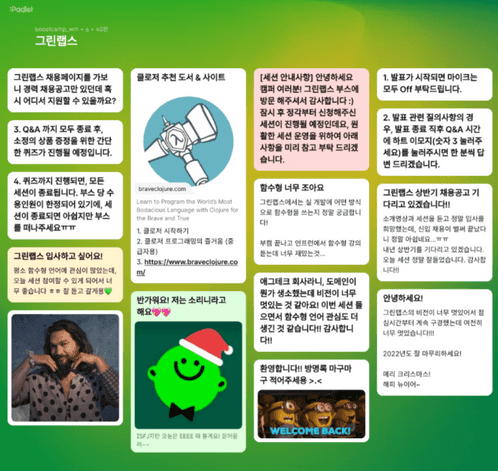 :Padlet
boostcamp_wm + 6 • 40판
그린랩스
그린랩스 채용페이지를 가보
니 경력 채용공고만 있던데 혹
시 어디서 지원할 수 있을까요?
3. Q&A 까지 모두 종료 후,
소정의 상품 증정을 위한 간단
한 퀴즈가 진행될 예정입니다.
4. 퀴즈까지 진행되면, 모든
세션이 종료됩니다. 부스 당 수
용인원이 한정되어 있기에, 세
션이 종료되면 아쉽지만 부스
를 떠나주세요ㅠㅠ
그린랩스 입사하고 싶어요!
평소 함수형 언어에 관심이 많았는데,
오늘 세션 참여할 수 있게 되어서 너
무 좋습니다 ㅎㅎ 잘 듣고 갈게용💚
클로저 추천 도서 & 사이트
braveclojure.com
Learn to Program the World's Most
Bodacious Language with Clojure for
the Brave and True
1. 클로저 시작하기
2. 클로저 프로그래밍의 즐거움 (중
급자용)
3. https://www.braveclojure.co
m/
반가워요! 저는 소리니라고
해요💖💖
ISFJ지만 오늘은 EEEE 때 뿔게요! 끝어올
려~~
[세션 안내사항] 안녕하세요
캠퍼 여러분! 그린랩스 부스에
방문 해주셔서 감사합니다 :)
잠시 후 정각부터 신청해주신
세션이 진행될 예정인데요, 원
활한 세션 운영을 위하여 아래
사항을 미리 참고 부탁 드리겠
습니다.
함수형 너무 조아요
그린랩스에서는 실 개발에 어떤 방식
으로 함수형을 쓰는지 정말 궁금합니
다!
부캠 끝나고 인프런에서 함수형 강의
듣는데 너무 재밌는것...
애그테크 회사라니, 도메인이
뭔가 생소했는데 비전이 너무
멋있는 것 같아요! 이번 세션 들
으면서 함수형 언어 관심도 더
생긴 것 같습니다!! 감사합니
다!!
환영합니다!! 방명록 마구마
구 적어주세용 >.<
WELCOME BACK!
1. 발표가 시작되면 마이크는
모두 Off 부탁드립니다.
2. 발표 관련 질의사항의 경
우, 발표 종료 직후 Q&A 시간
에 하트 이모지(숫자 3 눌러주
세요)를 눌러주시면 한 분씩 답
변 드리겠습니다.
그린랩스 상반기 채용공고 기
다리고 있겠습니다!!
소개영상과 세션을 듣고 정말 입사를
희망했는데, 신입 채용이 벌써 끝났다
니 정말 아쉽네요...ㅠㅠ
내년 상반기를 기다리고 있겠습니다.
오늘 세션 정말 잘들었습니다. 감사합
니다!!
안녕하세요!
그린랩스의 비전이 너무 멋있어서 점
심시간부터 계속 구경했는데 여전히
너무 멋있습니다!!!
2022년도 잘 마무리하세요!
메리 크리스마스!
해피 뉴이어~